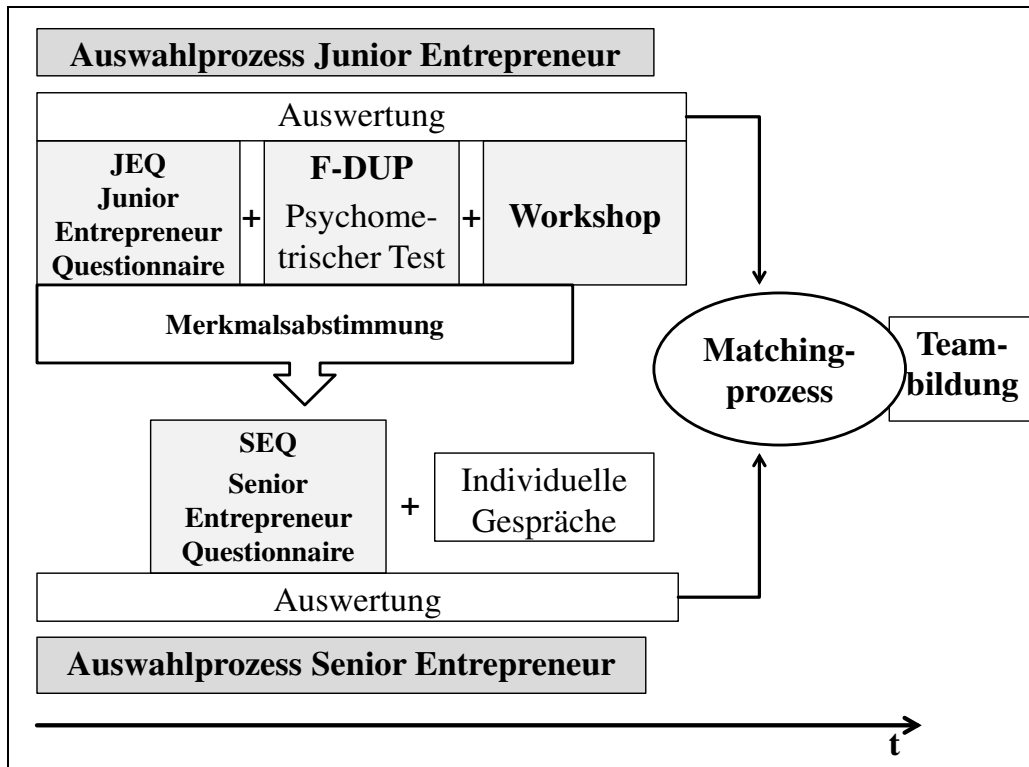 Auswahlprozess Junior Entrepreneur
Auswertung
JEQ
Junior
Entrepreneur
Questionnaire
+
F-DUP
Psychome-
trischer Test
+
Workshop
Merkmalsabstimmung
Matching-
prozess
Team-
bildung
SEQ
Senior
Entrepreneur
Questionnaire
+
Individuelle
Gespräche
Auswertung
Auswahlprozess Senior Entrepreneur
t